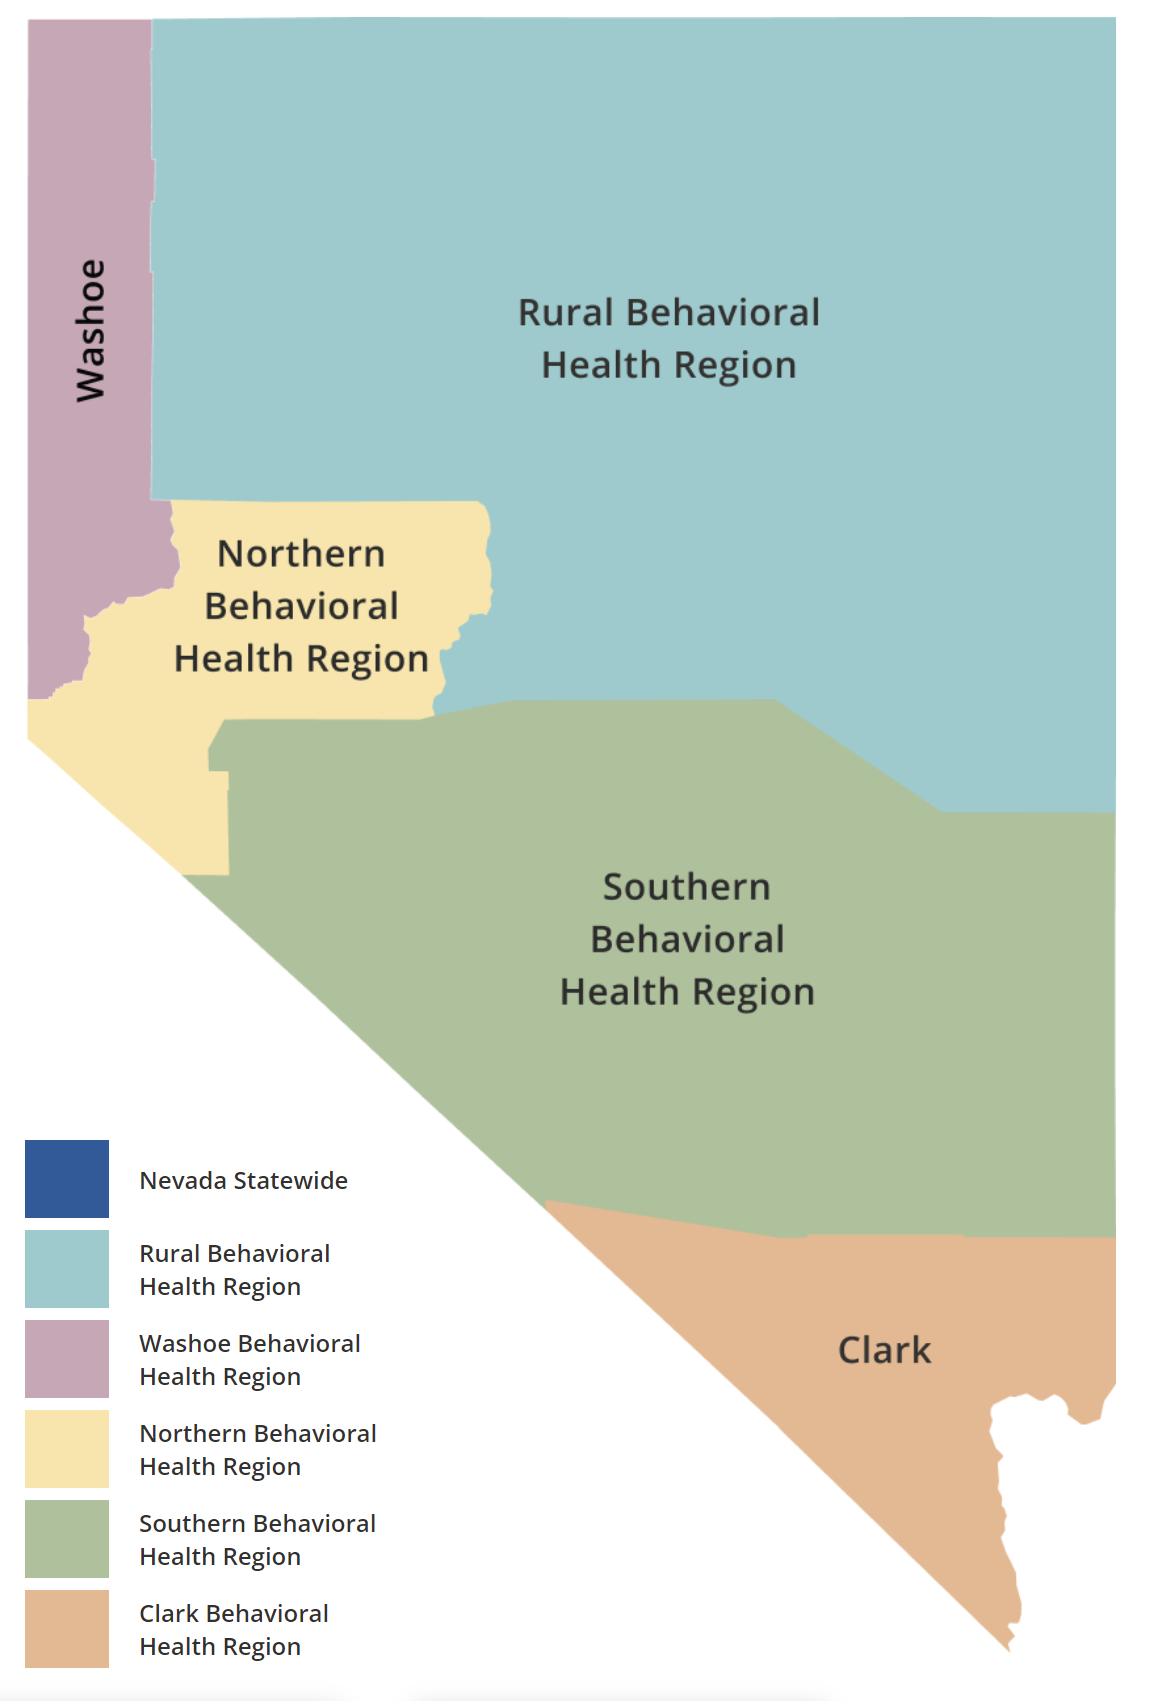 Washoe
Rural Behavioral
Health Region
Northern
Behavioral
Health Region
Southern
Behavioral
Health Region
Clark
Nevada Statewide
Rural Behavioral
Health Region
Washoe Behavioral
Health Region
Northern Behavioral
Health Region
Southern Behavioral
Health Region
Clark Behavioral
Health Region